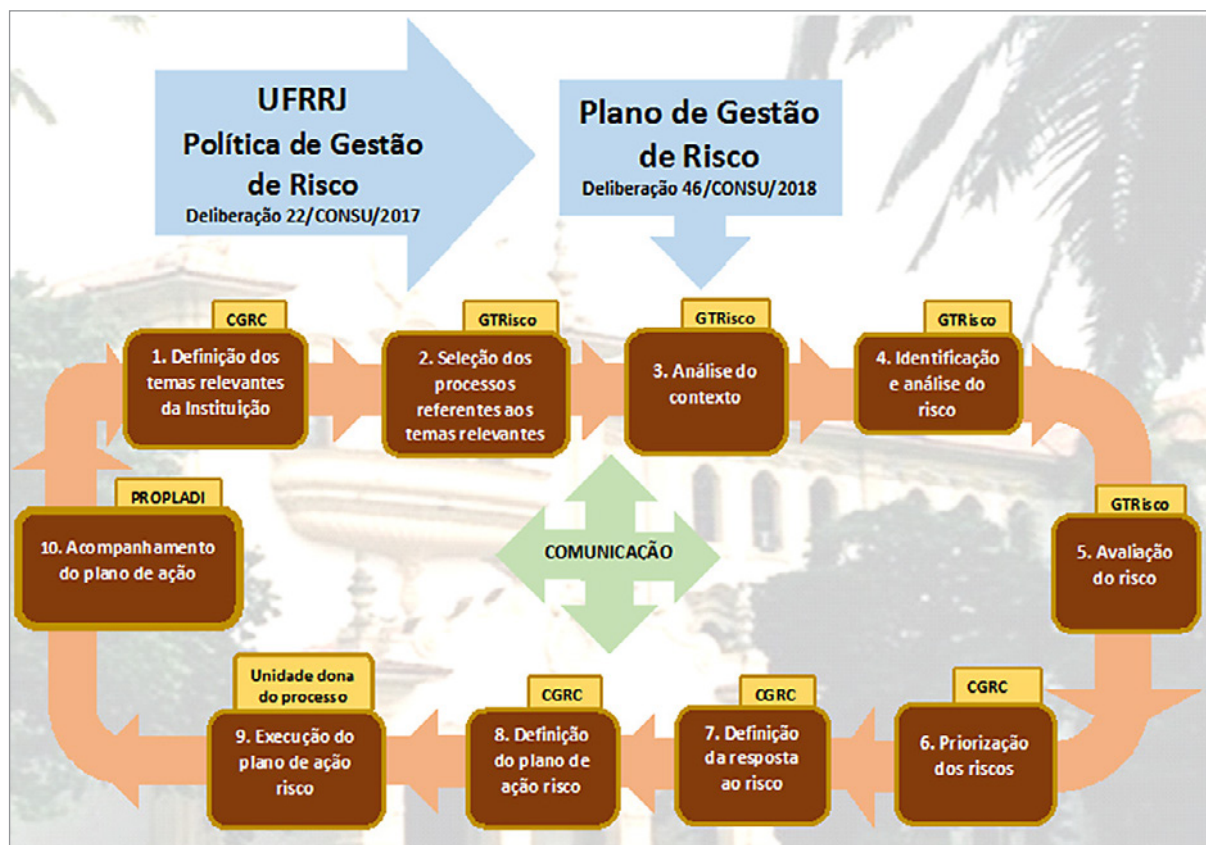 UFRRJ
Política de Gestão
de Risco
Deliberação 22/CONSU/2017
Plano de Gestão
de Risco
Deliberação 46/CONSU/2018
CGRC
1. Definição dos
temas relevantes
da Instituição
GTRisco
2. Seleção dos
processos
referentes aos
temas relevantes
GTRisco
3. Análise do
contexto
GTRisco
4. Identificação
e análise do
risco
GTRisco
5. Avaliação
do risco
COMUNICAÇÃO
CGRC
6. Priorização
dos riscos
CGRC
7. Definição
da resposta
ao risco
CGRC
8. Definição
do plano de
ação risco
Unidade dona
do processo
9. Execução do
plano de ação
risco
PROPLADI
10. Acompanhamento
do plano de ação